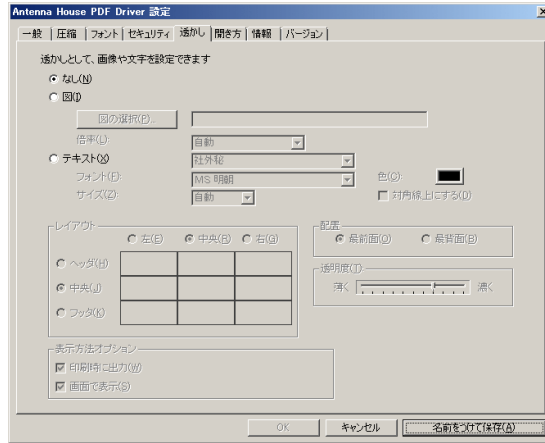 Antenna House PDF Driver 設定
一般 圧縮 フォント セキュリティ 透かし 開き方 情報 バージョン
透かしとして、画像や文字を設定できます
なし(N)
図(I)
図の選択(P)...
倍率(L): 自動
テキスト(X) 社外秘
フォント(F): MS 明朝 色(C):
サイズ(Z): 自動 対角線上にする(D)
レイアウト 配置
左(E) 中央(R) 右(G) 最前面(O) 最背面(B)
ヘッダ(H) 透明度(T)
中央(J) 薄く 濃く
フッタ(K)
表示方法オプション
印刷時に出力(W)
画面で表示(S)
OK キャンセル 名前をつけて保存(A)